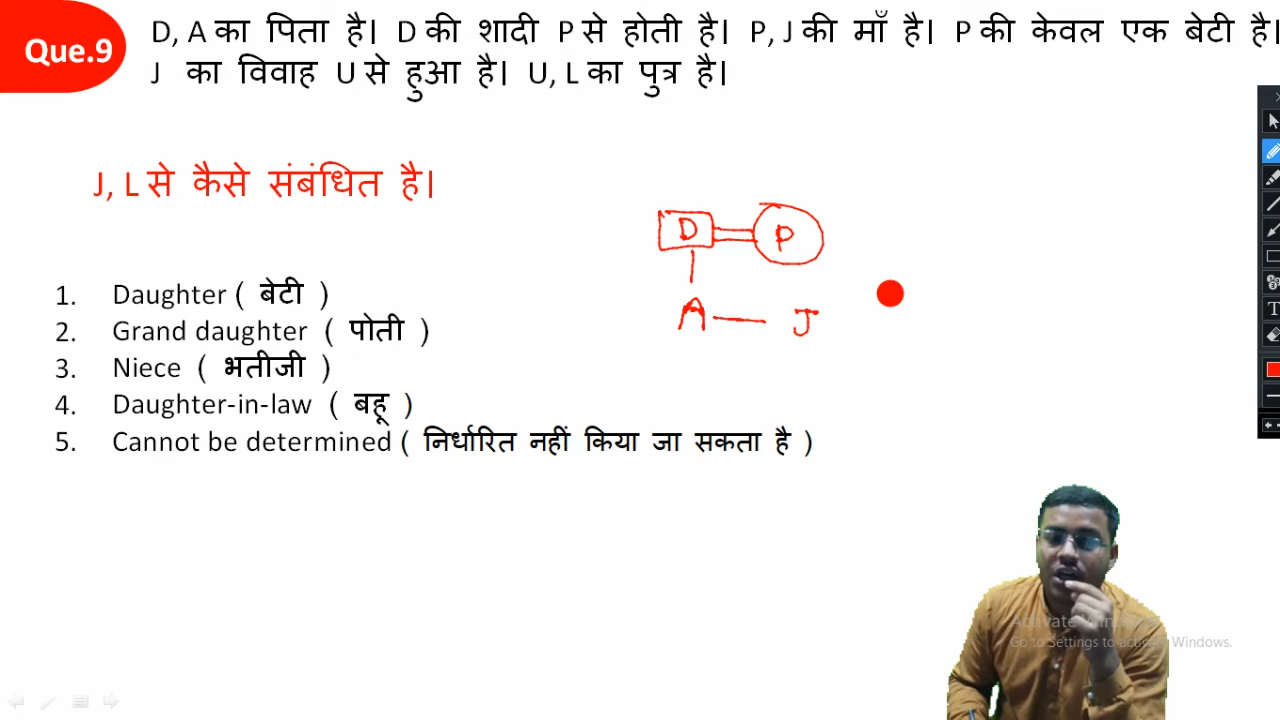 Que.9
D, A का पिता है। D की शादी P से होती है। P, J की माँ है। P की केवल एक बेटी है।
J का विवाह U से हुआ है। U, L का पुत्र है।
J, L से कैसे संबंधित है।
D P
A J
1. Daughter ( बेटी )
2. Grand daughter ( पोती )
3. Niece ( भतीजी )
4. Daughter-in-law ( बहू )
5. Cannot be determined ( निर्धारित नहीं किया जा सकता है )
Activate Windows
Go to Settings to activate Windows.